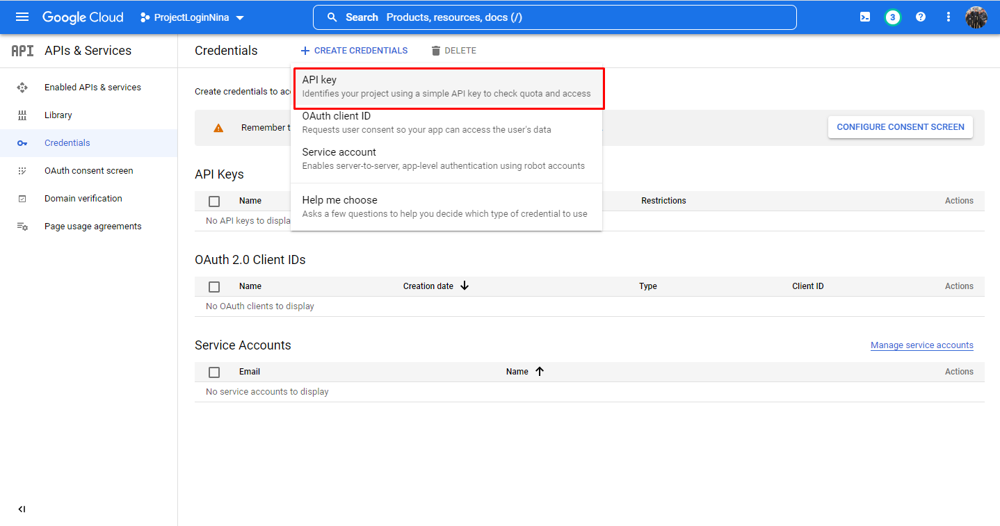 Google Cloud
ProjectLoginNina
Search Products, resources, docs (/)
3
API APIs & Services
Credentials
CREATE CREDENTIALS
DELETE
Enabled APIs & services
Library
Credentials
OAuth consent screen
Domain verification
Page usage agreements
Create credentials to ac
API key
Identifies your project using a simple API key to check quota and access
OAuth client ID
Requests user consent so your app can access the user's data
Service account
Enables server-to-server, app-level authentication using robot accounts
Help me choose
Asks a few questions to help you decide which type of credential to use
Remember t
CONFIGURE CONSENT SCREEN
API Keys
Name Restrictions Actions
No API keys to displa
OAuth 2.0 Client IDs
Name Creation date Type Client ID Actions
No OAuth clients to display
Service Accounts
Manage service accounts
Email Name Actions
No service accounts to display